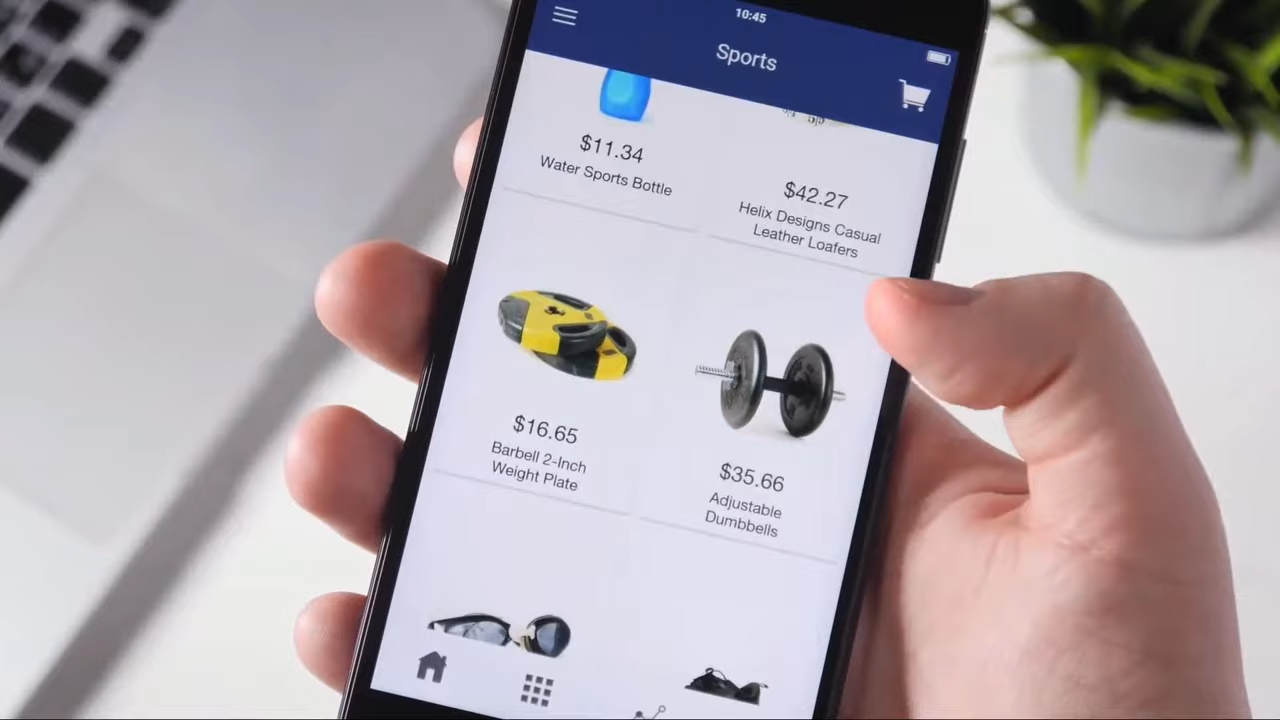 10:45
Sports
$11.34
Water Sports Bottle
$42.27
Helix Designs Casual
Leather Loafers
$16.65
Barbell 2-Inch
Weight Plate
$35.66
Adjustable
Dumbbells